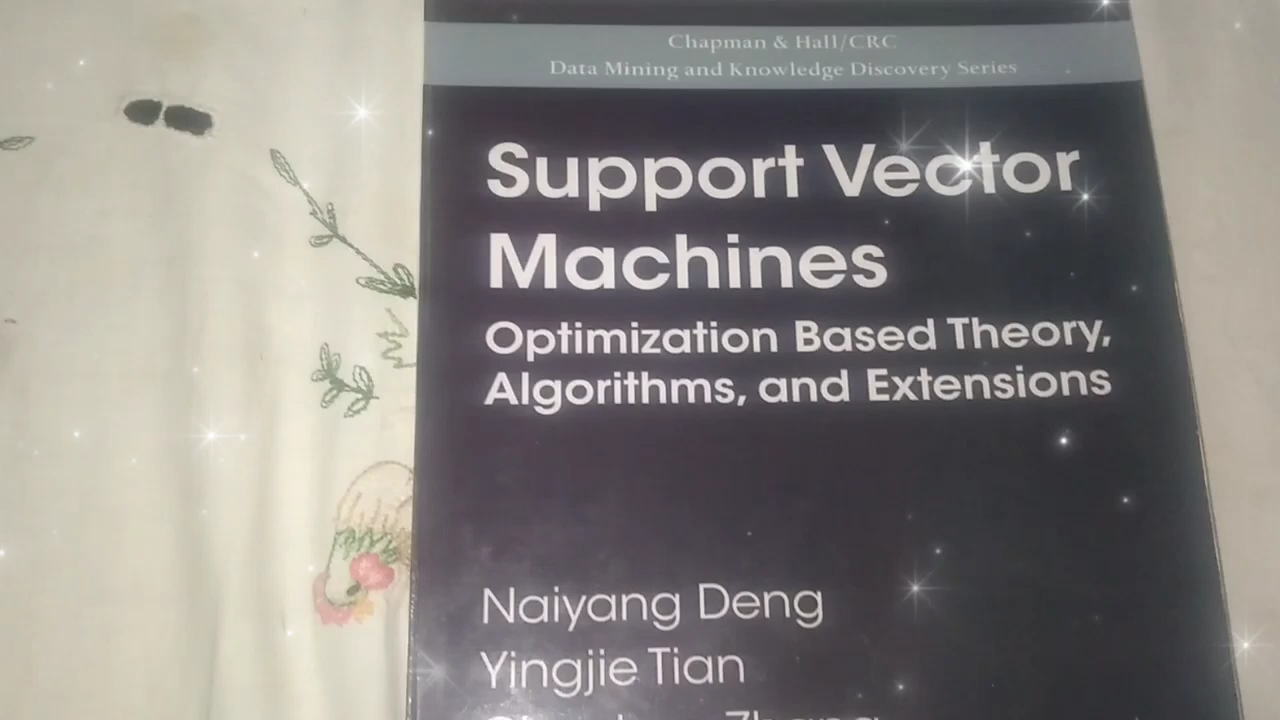 Chapman & Hall/CRC
Data Mining and Knowledge Discovery Series
Support Vector
Machines
Optimization Based Theory,
Algorithms, and Extensions
Naiyang Deng
Yingjie Tian